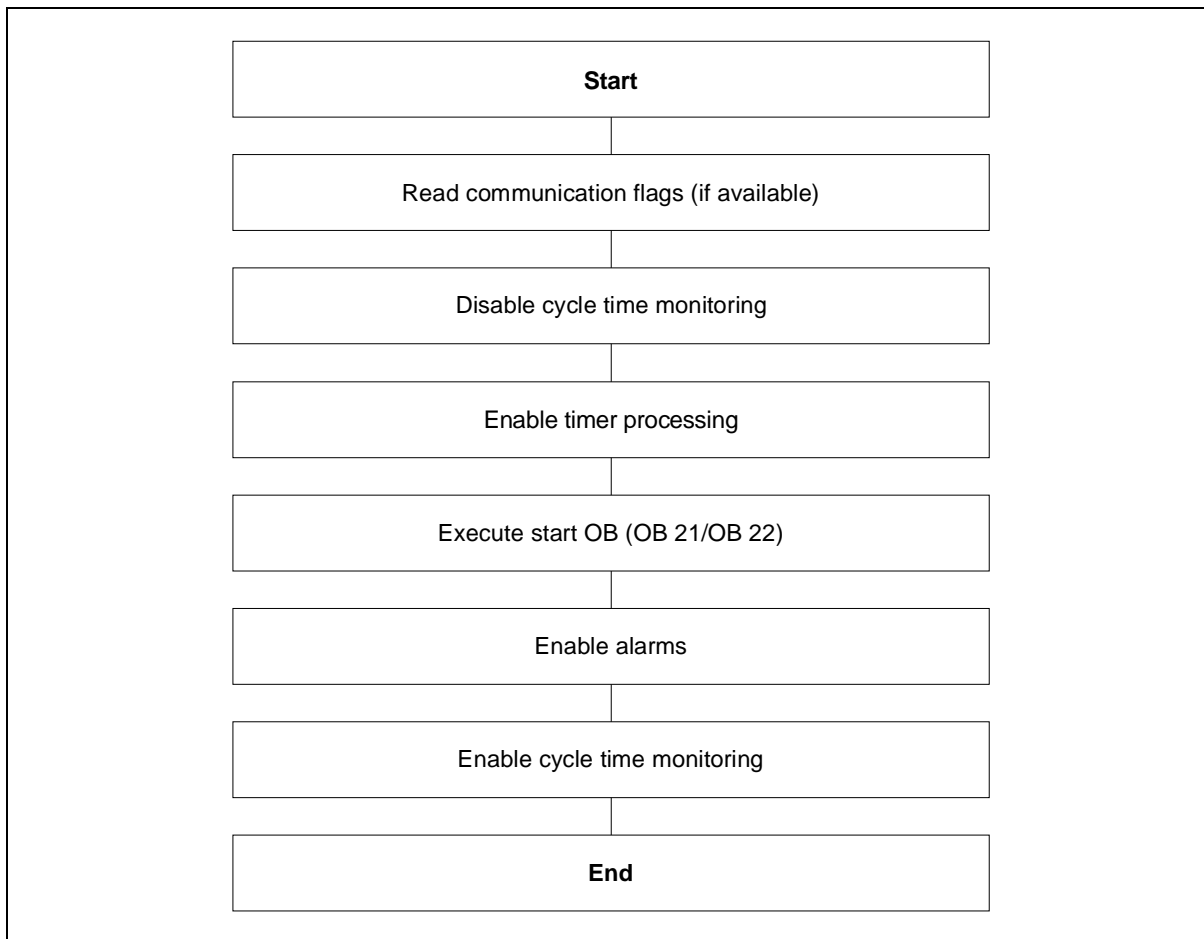 Start
Read communication flags (if available)
Disable cycle time monitoring
Enable timer processing
Execute start OB (OB 21/OB 22)
Enable alarms
Enable cycle time monitoring
End